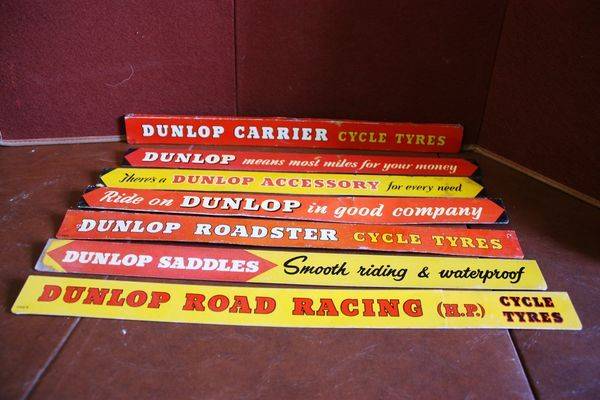 DUNLOP CARRIER CYCLE TYRES
DUNLOP means most miles for your money
There's a DUNLOP ACCESSORY for every need
Ride on DUNLOP in good company
DUNLOP ROADSTER CYCLE TYRES
DUNLOP SADDLES Smooth riding & waterproof
DUNLOP ROAD RACING (H.P.) CYCLE TYRES